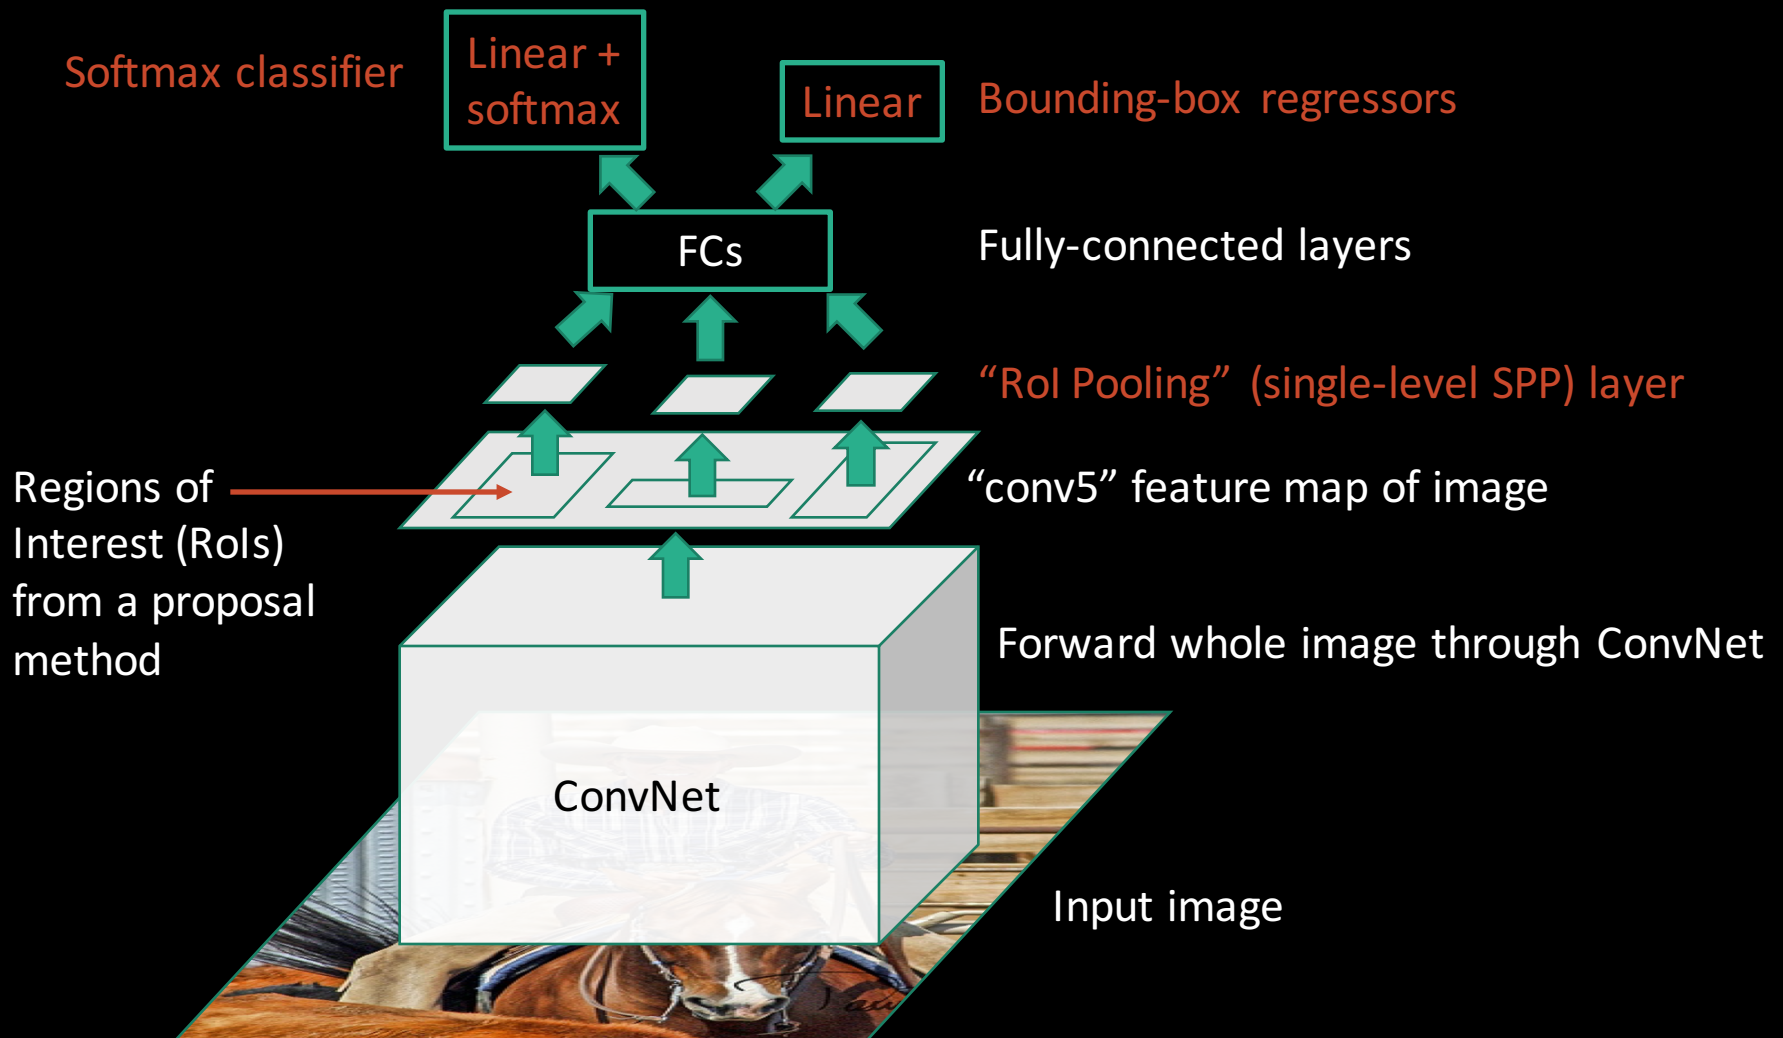 Softmax classifier
Linear +
softmax
Linear
Bounding-box regressors
FCs
Fully-connected layers
“RoI Pooling” (single-level SPP) layer
Regions of
Interest (RoIs)
from a proposal
method
“conv5” feature map of image
Forward whole image through ConvNet
ConvNet
Input image